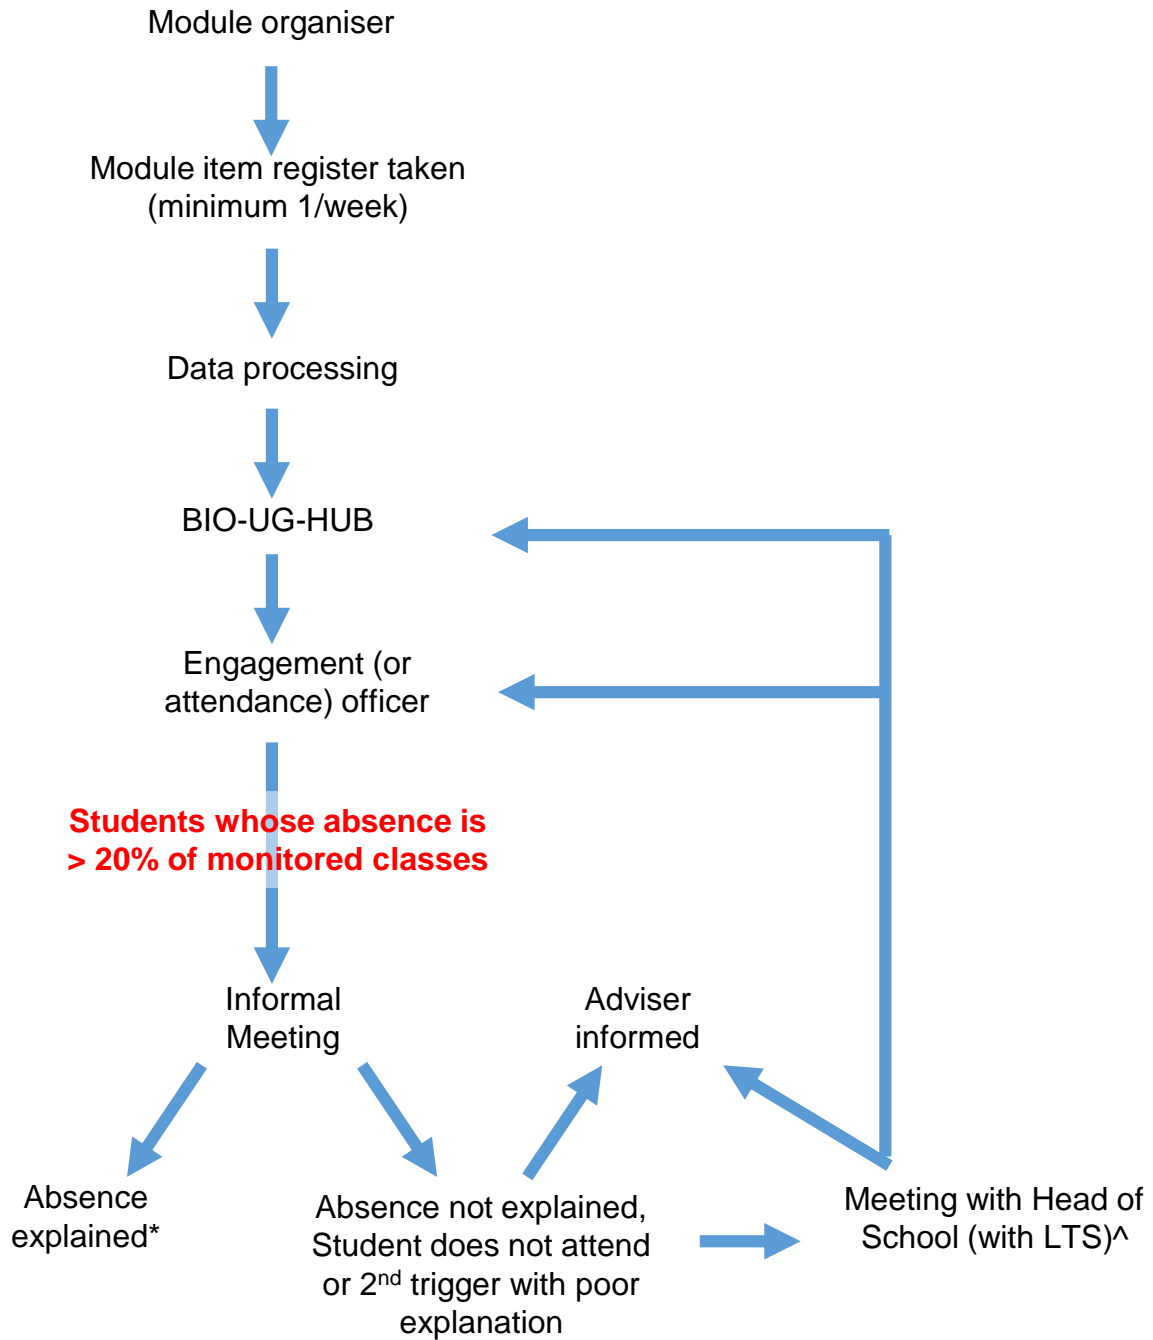 Module organiser
Module item register taken
(minimum 1/week)
Data processing
BIO-UG-HUB
Engagement (or
attendance) officer
Students whose absence is
> 20% of monitored classes
Informal
Meeting
Adviser
informed
Absence
explained*
Absence not explained,
Student does not attend
or 2nd trigger with poor
explanation
Meeting with Head of
School (with LTS)^